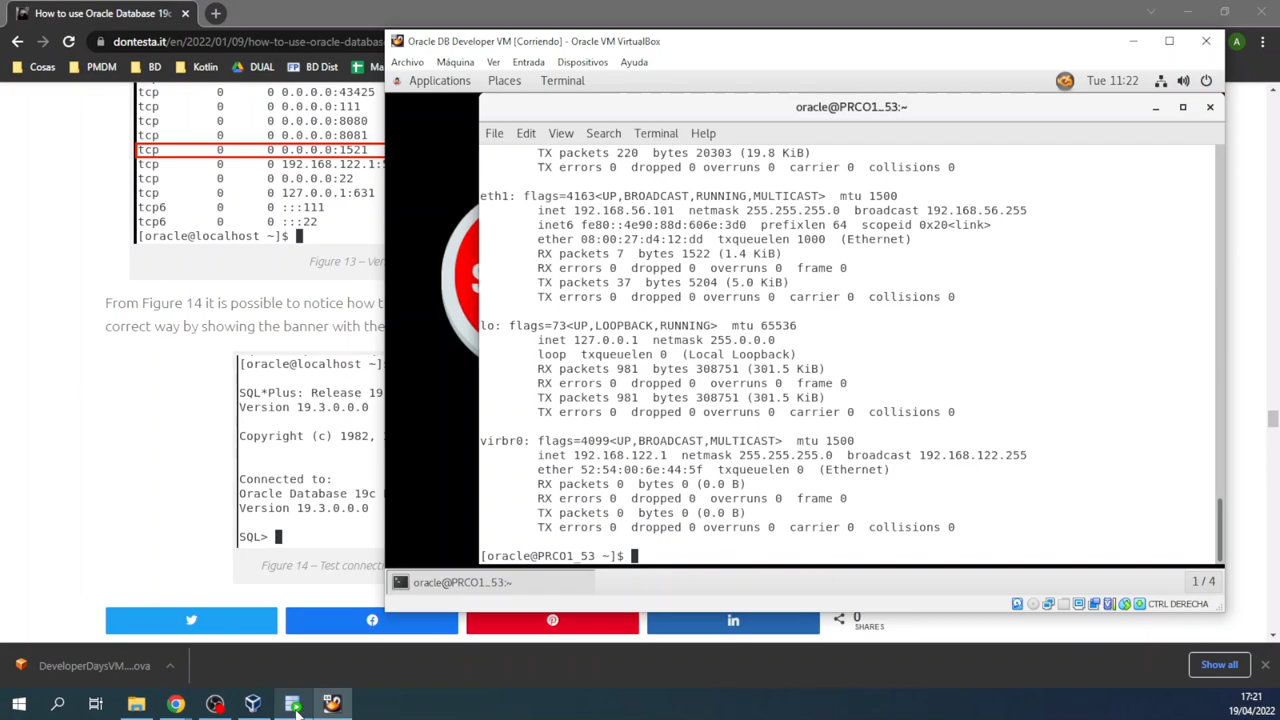 How to use Oracle Database 19c
dontesta.it/en/2022/01/09/how-to-use-oracle-databas
A
Cosas
PMDM
BD
Kotlin
DUAL
BD Dist
Ma
tcp 0 0 0.0.0.0:43425
tcp 0 0 0.0.0.0:111
tcp 0 0 0.0.0.0:8080
tcp 0 0 0.0.0.0:8081
tcp 0 0 0.0.0.0:1521
tcp 0 0 192.168.122.1:
tcp 0 0 0.0.0.0:22
tcp 0 0 127.0.0.1:631
tcp6 0 0 :::111
tcp6 0 0 :::22
[oracle@localhost ~]$
Figure 13 – Ver
From Figure 14 it is possible to notice how t
correct way by showing the banner with the
[oracle@localhost ~]
SQL*Plus: Release 19
Version 19.3.0.0.0
Copyright (c) 1982,
Connected to:
Oracle Database 19c
Version 19.3.0.0.0
SQL>
Figure 14 – Test connecti
0
SHARES
Oracle DB Developer VM [Corriendo] - Oracle VM VirtualBox
Archivo Máquina Ver Entrada Dispositivos Ayuda
Applications Places Terminal
Tue 11:22
oracle@PRCO1_53:~
File Edit View Search Terminal Help
TX packets 220 bytes 20303 (19.8 KiB)
TX errors 0 dropped 0 overruns 0 carrier 0 collisions 0
eth1: flags=4163<UP,BROADCAST,RUNNING,MULTICAST> mtu 1500
inet 192.168.56.101 netmask 255.255.255.0 broadcast 192.168.56.255
inet6 fe80::4e90:88d:606e:3d0 prefixlen 64 scopeid 0x20<link>
ether 08:00:27:d4:12:dd txqueuelen 1000 (Ethernet)
RX packets 7 bytes 1522 (1.4 KiB)
RX errors 0 dropped 0 overruns 0 frame 0
TX packets 37 bytes 5204 (5.0 KiB)
TX errors 0 dropped 0 overruns 0 carrier 0 collisions 0
lo: flags=73<UP,LOOPBACK,RUNNING> mtu 65536
inet 127.0.0.1 netmask 255.0.0.0
loop txqueuelen 0 (Local Loopback)
RX packets 981 bytes 308751 (301.5 KiB)
RX errors 0 dropped 0 overruns 0 frame 0
TX packets 981 bytes 308751 (301.5 KiB)
TX errors 0 dropped 0 overruns 0 carrier 0 collisions 0
virbr0: flags=4099<UP,BROADCAST,MULTICAST> mtu 1500
inet 192.168.122.1 netmask 255.255.255.0 broadcast 192.168.122.255
ether 52:54:00:6e:44:5f txqueuelen 0 (Ethernet)
RX packets 0 bytes 0 (0.0 B)
RX errors 0 dropped 0 overruns 0 frame 0
TX packets 0 bytes 0 (0.0 B)
TX errors 0 dropped 0 overruns 0 carrier 0 collisions 0
[oracle@PRCO1_53 ~]$
oracle@PRCO1_53:~
1 / 4
CTRL DERECHA
DeveloperDaysVM....ova
Show all
17:21
19/04/2022